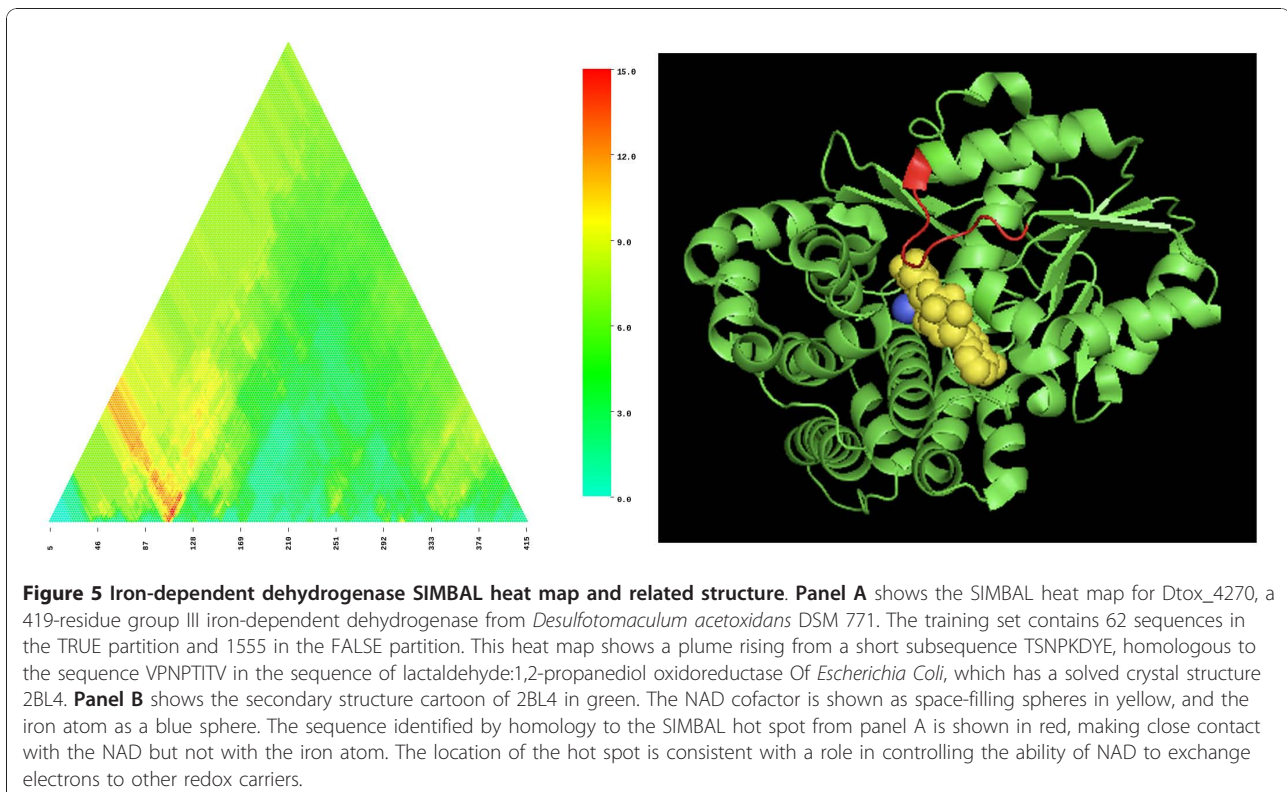 15.0
12.0
9.0
6.0
3.0
0.0
5 46 87 128 169 210 251 292 333 374 415
Figure 5 Iron-dependent dehydrogenase SIMBAL heat map and related structure. Panel A shows the SIMBAL heat map for Dtox_4270, a
419-residue group III iron-dependent dehydrogenase from Desulfotomaculum acetoxidans DSM 771. The training set contains 62 sequences in
the TRUE partition and 1555 in the FALSE partition. This heat map shows a plume rising from a short subsequence TSNPKDYE, homologous to
the sequence VPNPTITV in the sequence of lactaldehyde:1,2-propanediol oxidoreductase Of Escherichia Coli, which has a solved crystal structure
2BL4. Panel B shows the secondary structure cartoon of 2BL4 in green. The NAD cofactor is shown as space-filling spheres in yellow, and the
iron atom as a blue sphere. The sequence identified by homology to the SIMBAL hot spot from panel A is shown in red, making close contact
with the NAD but not with the iron atom. The location of the hot spot is consistent with a role in controlling the ability of NAD to exchange
electrons to other redox carriers.